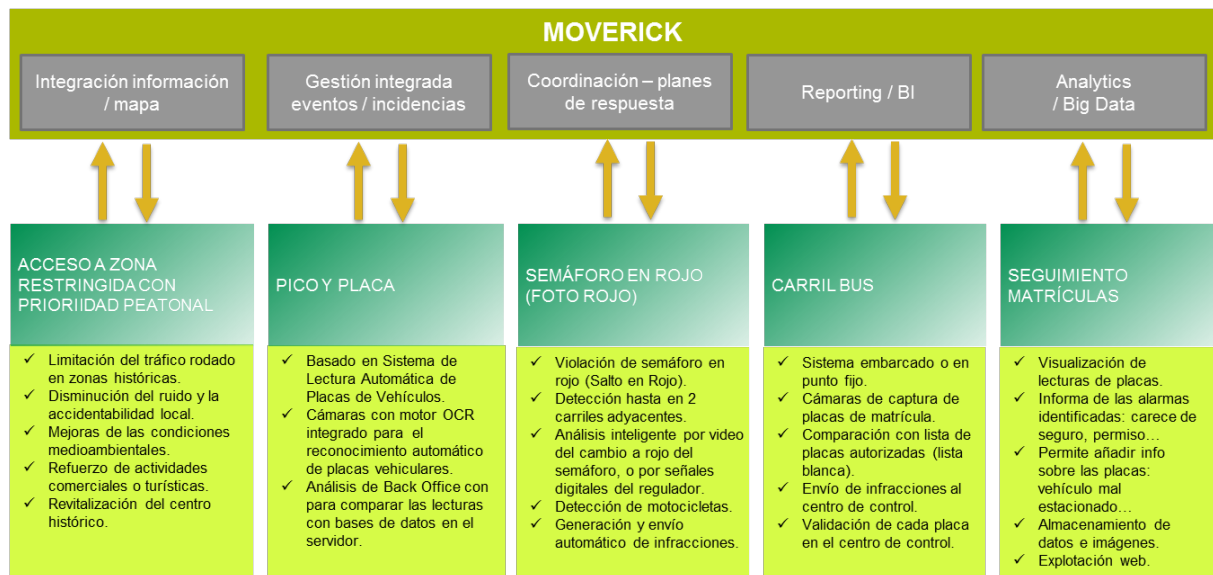 MOVERICK
Integración información
/ mapa
Gestión integrada
eventos / incidencias
Coordinación – planes
de respuesta
Reporting / BI
Analytics
/ Big Data
ACCESO A ZONA
RESTRINGIDA CON
PRIORIIDAD PEATONAL
✓ Limitación del tráfico rodado
en zonas históricas.
✓ Disminución del ruido y la
accidentabilidad local.
✓ Mejoras de las condiciones
medioambientales.
✓ Refuerzo de actividades
comerciales o turísticas.
✓ Revitalización del centro
histórico.
PICO Y PLACA
✓ Basado en Sistema de
Lectura Automática de
Placas de Vehículos.
✓ Cámaras con motor OCR
integrado para el
reconocimiento automático
de placas vehiculares.
✓ Análisis de Back Office con
para comparar las lecturas
con bases de datos en el
servidor.
SEMÁFORO EN ROJO
(FOTO ROJO)
✓ Violación de semáforo en
rojo (Salto en Rojo).
✓ Detección hasta en 2
carriles adyacentes.
✓ Análisis inteligente por video
del cambio a rojo del
semáforo, o por señales
digitales del regulador.
✓ Detección de motocicletas.
✓ Generación y envío
automático de infracciones.
CARRIL BUS
✓ Sistema embarcado o en
punto fijo.
✓ Cámaras de captura de
placas de matrícula.
✓ Comparación con lista de
placas autorizadas (lista
blanca).
✓ Envío de infracciones al
centro de control.
✓ Validación de cada placa
en el centro de control.
SEGUIMIENTO
MATRÍCULAS
✓ Visualización de
lecturas de placas.
✓ Informa de las alarmas
identificadas: carece de
seguro, permiso…
✓ Permite añadir info
sobre las placas:
vehículo mal
estacionado…
✓ Almacenamiento de
datos e imágenes.
✓ Explotación web.